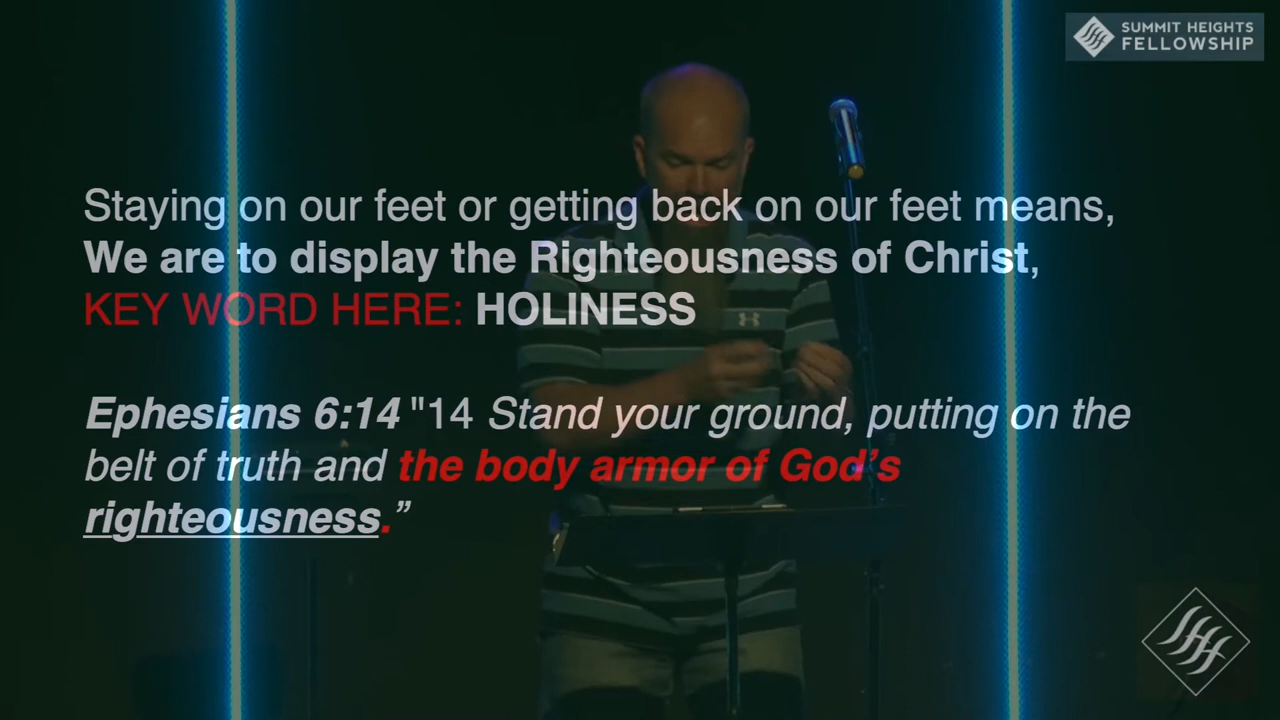 SUMMIT HEIGHTS
FELLOWSHIP
Staying on our feet or getting back on our feet means,
We are to display the Righteousness of Christ,
KEY WORD HERE: HOLINESS
Ephesians 6:14 "14 Stand your ground, putting on the
belt of truth and the body armor of God’s
righteousness.”